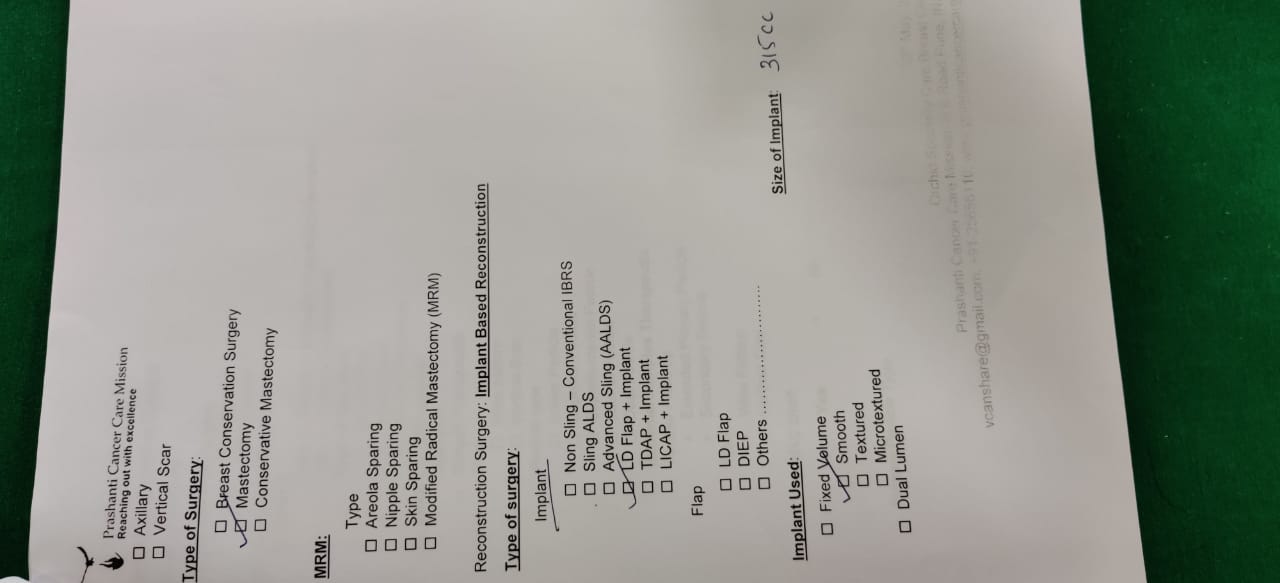 Prashanti Cancer Care Mission
Reaching out with excellence
☐ Axillary
☐ Vertical Scar
Type of Surgery:
☐ Breast Conservation Surgery
☑ Mastectomy
☐ Conservative Mastectomy
MRM:
Type
☐ Areola Sparing
☐ Nipple Sparing
☐ Skin Sparing
☐ Modified Radical Mastectomy (MRM)
Reconstruction Surgery: Implant Based Reconstruction
Type of surgery:
Implant
☐ Non Sling – Conventional IBRS
☐ Sling ALDS
☐ Advanced Sling (AALDS)
☑ LD Flap + Implant
☐ TDAP + Implant
☐ LICAP + Implant
Flap
☐ LD Flap
☐ DIEP
☐ Others ........................
Implant Used: Size of Implant: 315cc
☐ Fixed Volume
☑ Smooth
☐ Textured
☐ Microtextured
☐ Dual Lumen
Prashanti Cancer Care
vcanshare@gmail.com